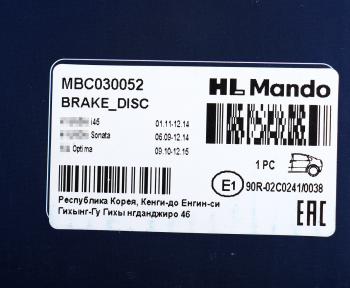 MBC030052
HL Mando
BRAKE_DISC
i45 01.11-12.14
Sonata 06.09-12.14
Optima 09.10-12.15
1 PC
E1 90R-02C0241/0038
Республика Корея, Кенги-до Енгин-си
Гихынг-Гу Гихы нгданджиро 46
EAC